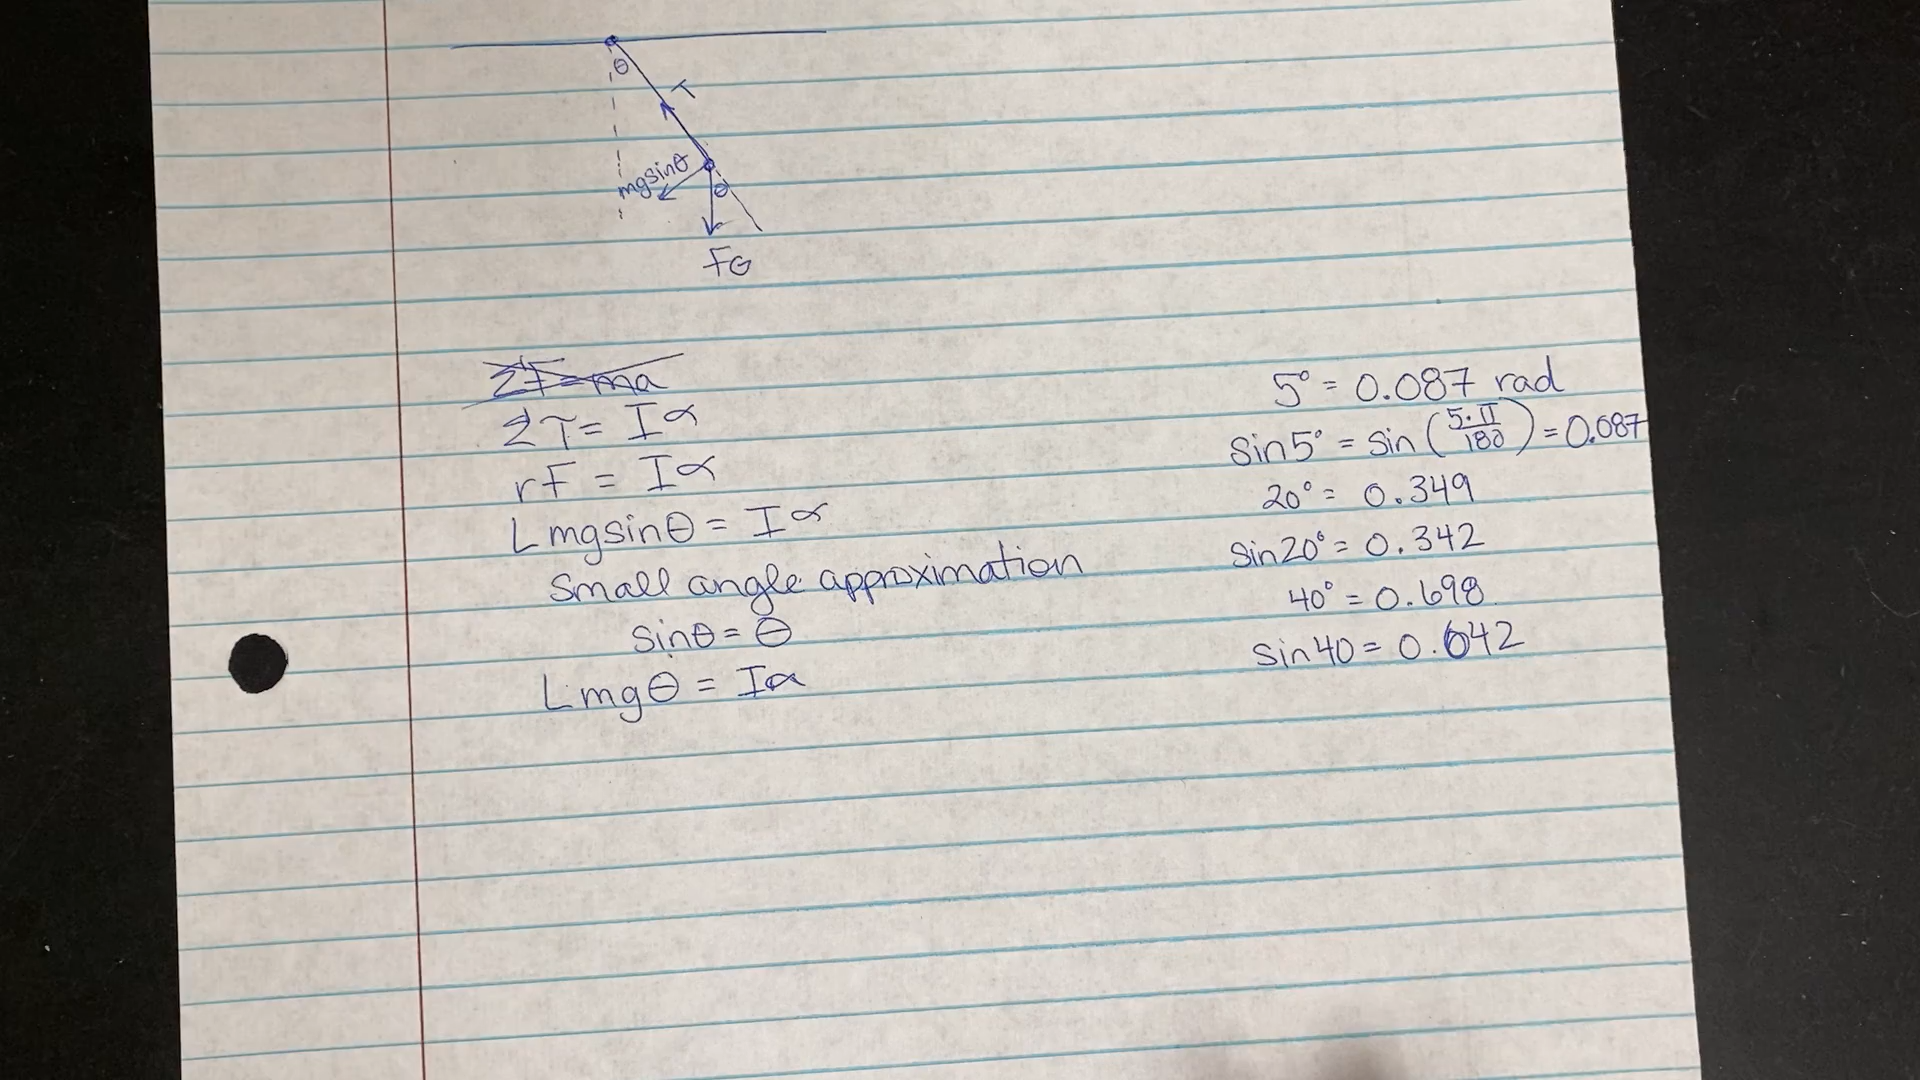 θ
T
mgsinθ
θ
FG
ΣF=ma
Στ= Iα
rF = Iα
Lmgsinθ = Iα
Small angle approximation
sinθ= θ
Lmgθ = Iα
5° = 0.087 rad
Sin5° = Sin (5·π/180) = 0.087
20° = 0.349
Sin20° = 0.342
40° = 0.698
Sin40 = 0.642